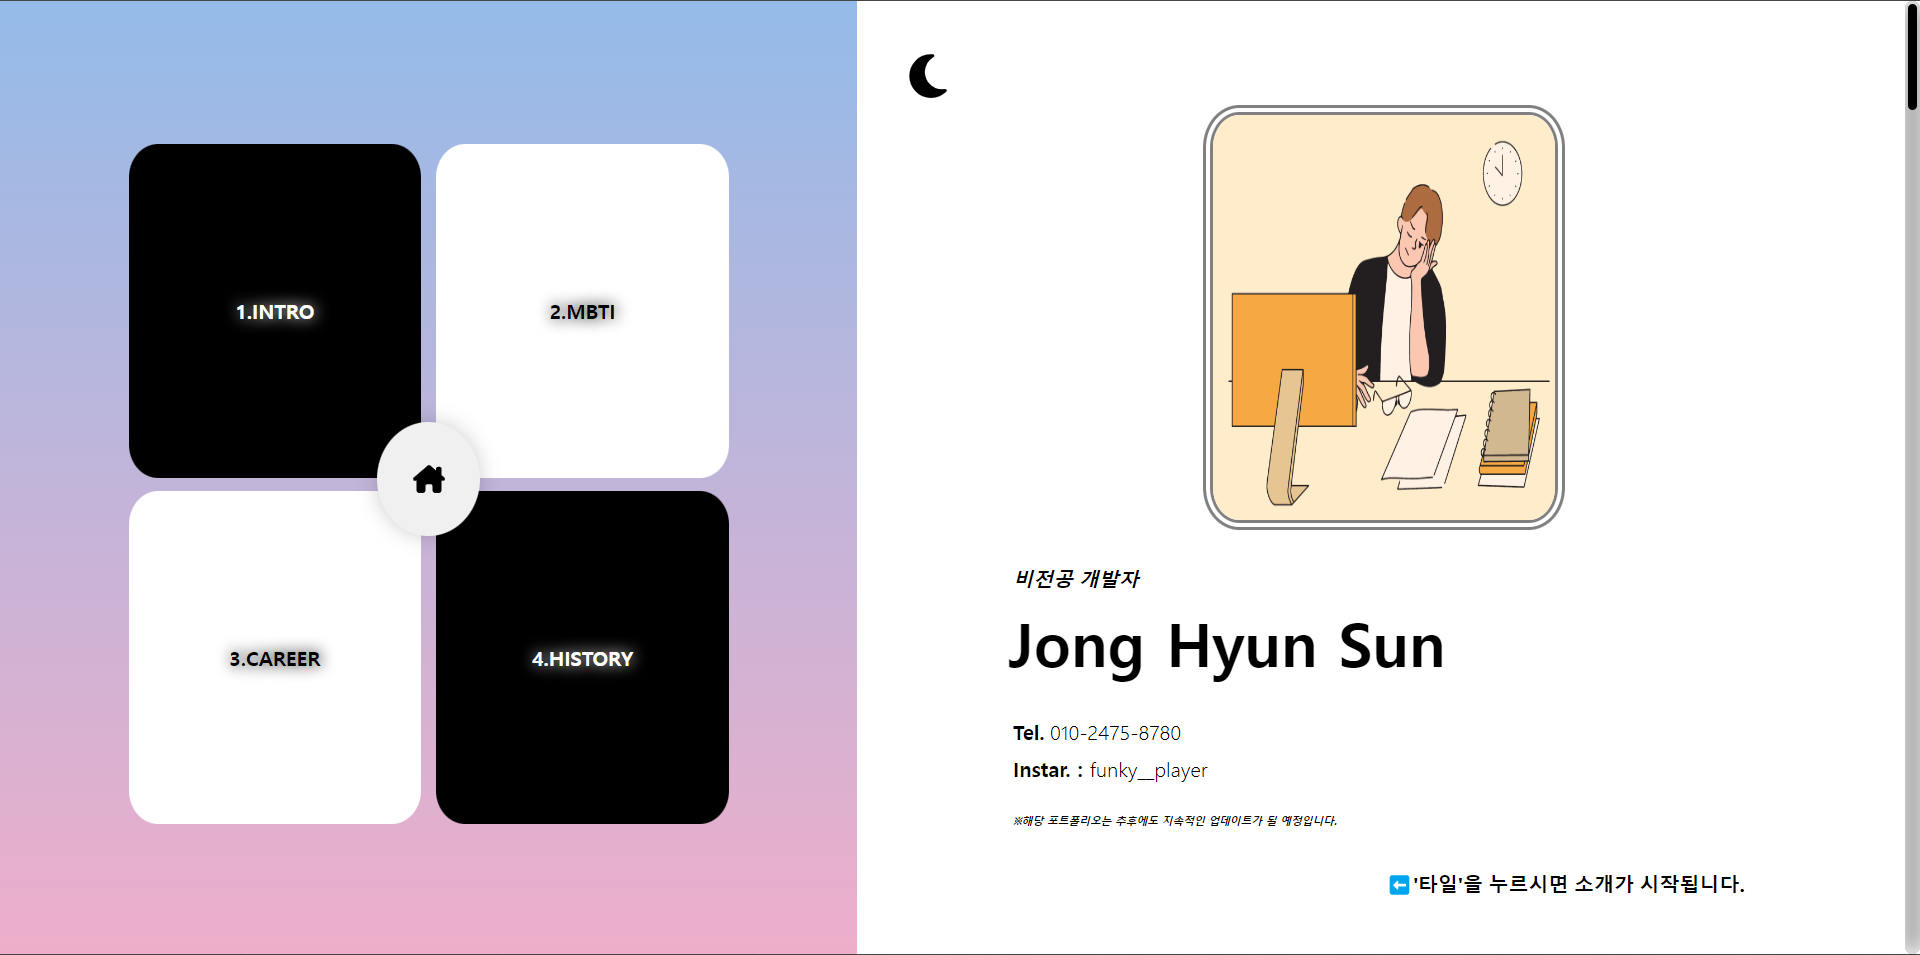 1.INTRO
2.MBTI
3.CAREER
4.HISTORY
비전공 개발자
Jong Hyun Sun
Tel. 010-2475-8780
Instar. : funky__player
※해당 포트폴리오는 추후에도 지속적인 업데이트가 될 예정입니다.
'타일'을 누르시면 소개가 시작됩니다.